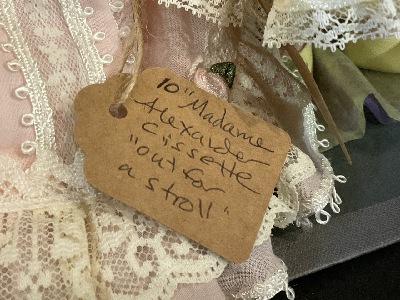 10" Madame
Alexander
Cissette
"out for
a stroll"